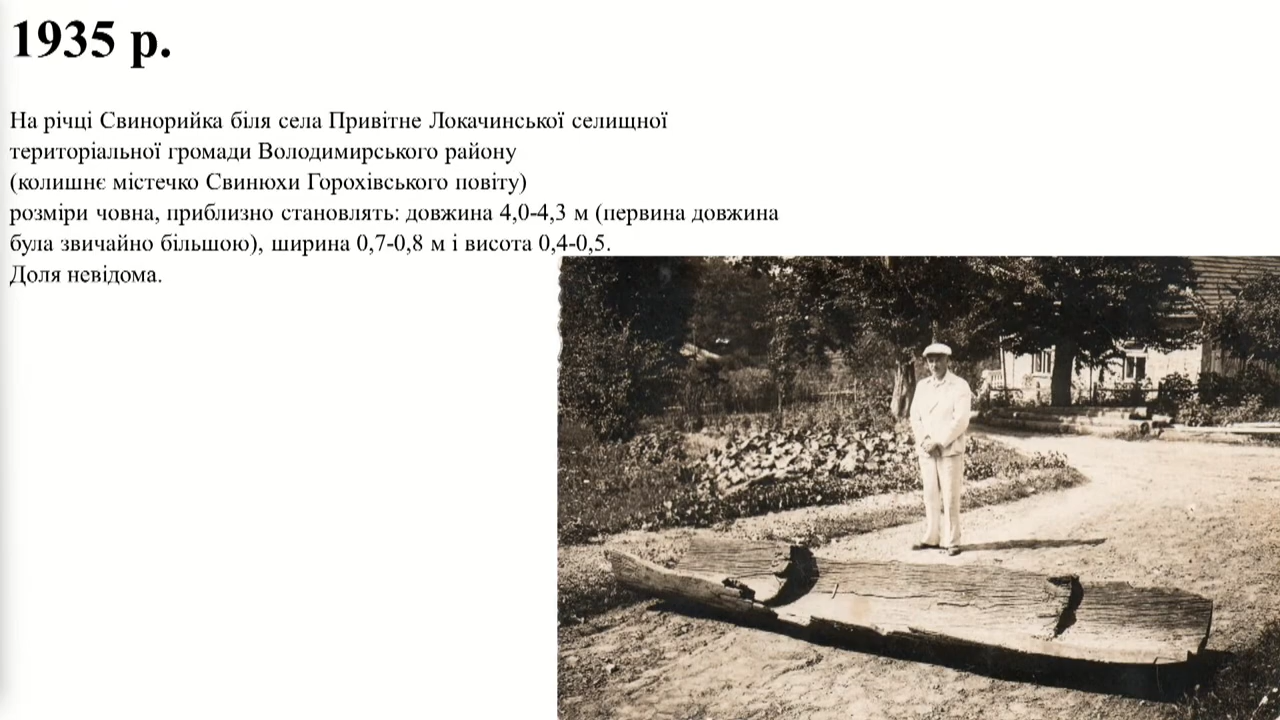 1935 р.
На річці Свинорийка біля села Привітне Локачинської селищної
територіальної громади Володимирського району
(колишнє містечко Свинюхи Горохівського повіту)
розміри човна, приблизно становлять: довжина 4,0-4,3 м (первина довжина
була звичайно більшою), ширина 0,7-0,8 м і висота 0,4-0,5.
Доля невідома.